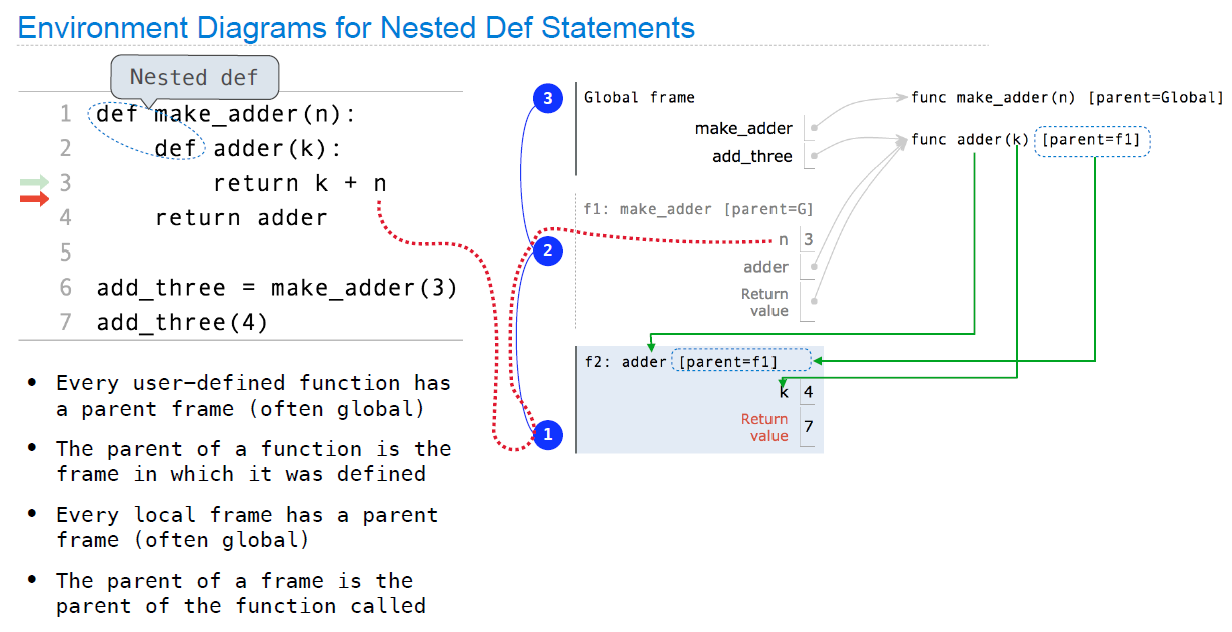 Environment Diagrams for Nested Def Statements
Nested def
1 def make_adder(n):
2 def adder(k):
3 return k + n
4 return adder
5
6 add_three = make_adder(3)
7 add_three(4)
• Every user-defined function has
a parent frame (often global)
• The parent of a function is the
frame in which it was defined
• Every local frame has a parent
frame (often global)
• The parent of a frame is the
parent of the function called
3
Global frame
make_adder
add_three
func make_adder(n) [parent=Global]
func adder(k) [parent=f1]
f1: make_adder [parent=G]
2
n 3
adder
Return
value
f2: adder [parent=f1]
k 4
1
Return
value 7